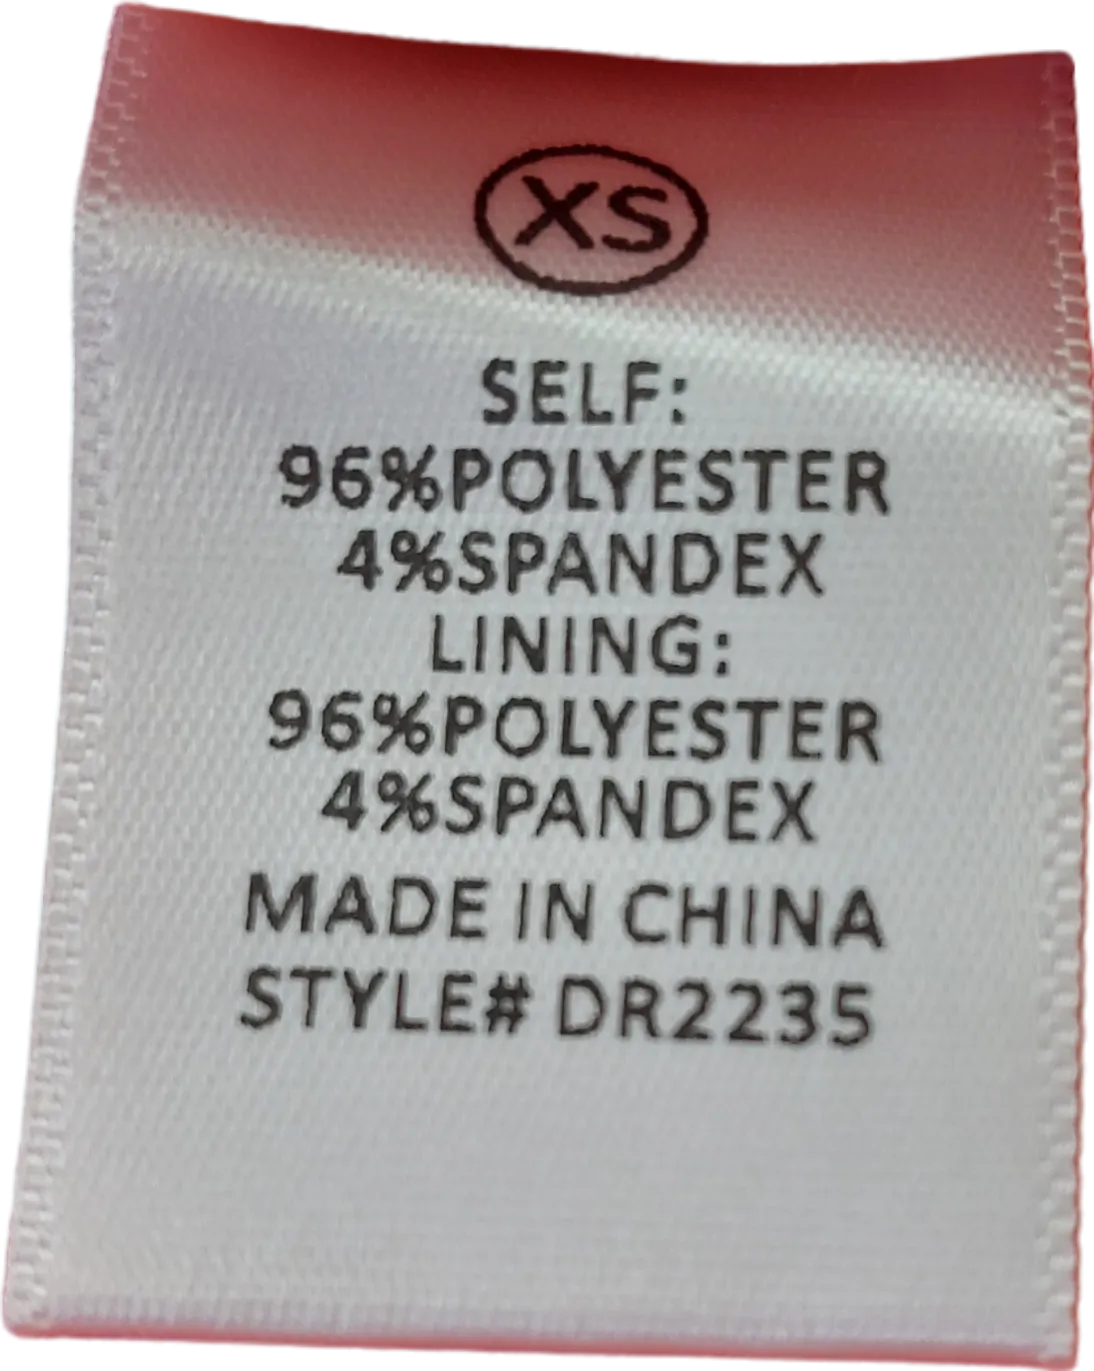 XS
SELF:
96%POLYESTER
4%SPANDEX
LINING:
96%POLYESTER
4%SPANDEX
MADE IN CHINA
STYLE# DR2235